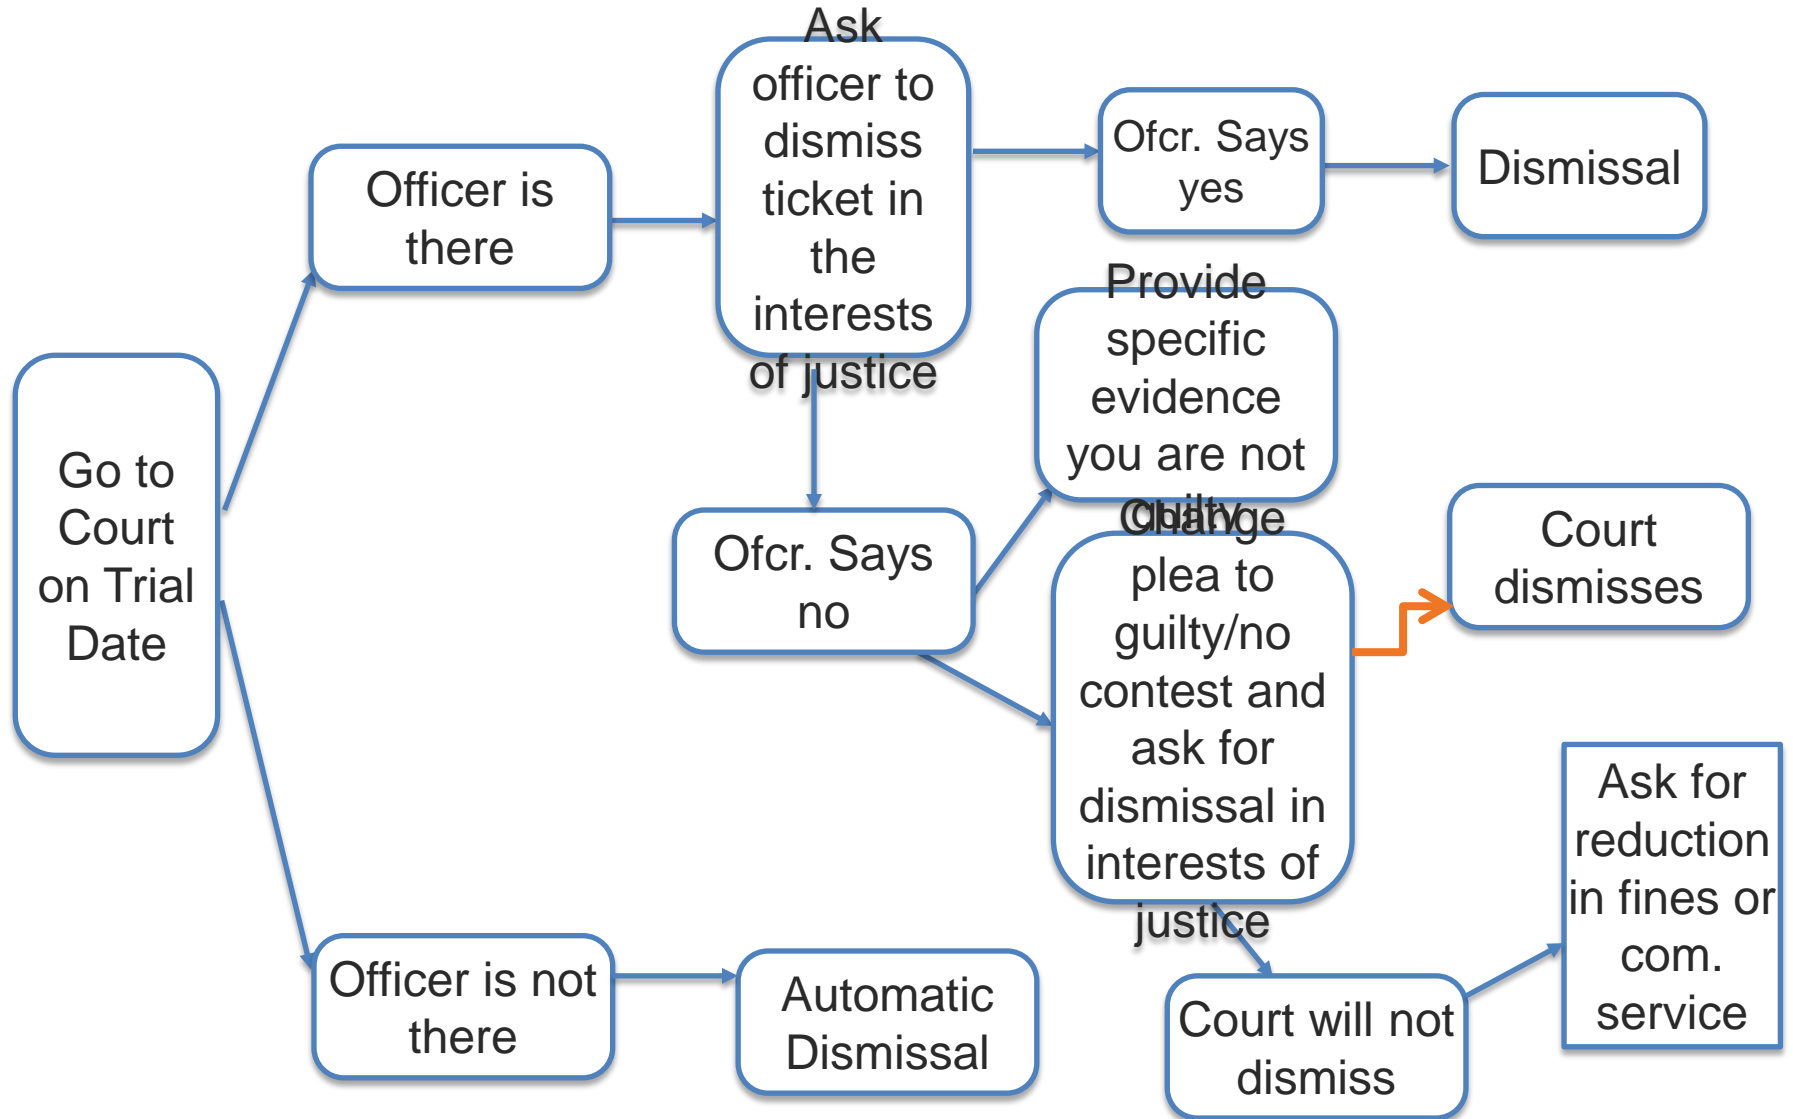 Go to
Court
on Trial
Date
Officer is
there
Ask
officer to
dismiss
ticket in
the
interests
of justice
Ofcr. Says
yes
Dismissal
Ofcr. Says
no
Provide
specific
evidence
you are not
guilty
Change
plea to
guilty/no
contest and
ask for
dismissal in
interests of
justice
Court
dismisses
Court will not
dismiss
Ask for
reduction
in fines or
com.
service
Officer is not
there
Automatic
Dismissal